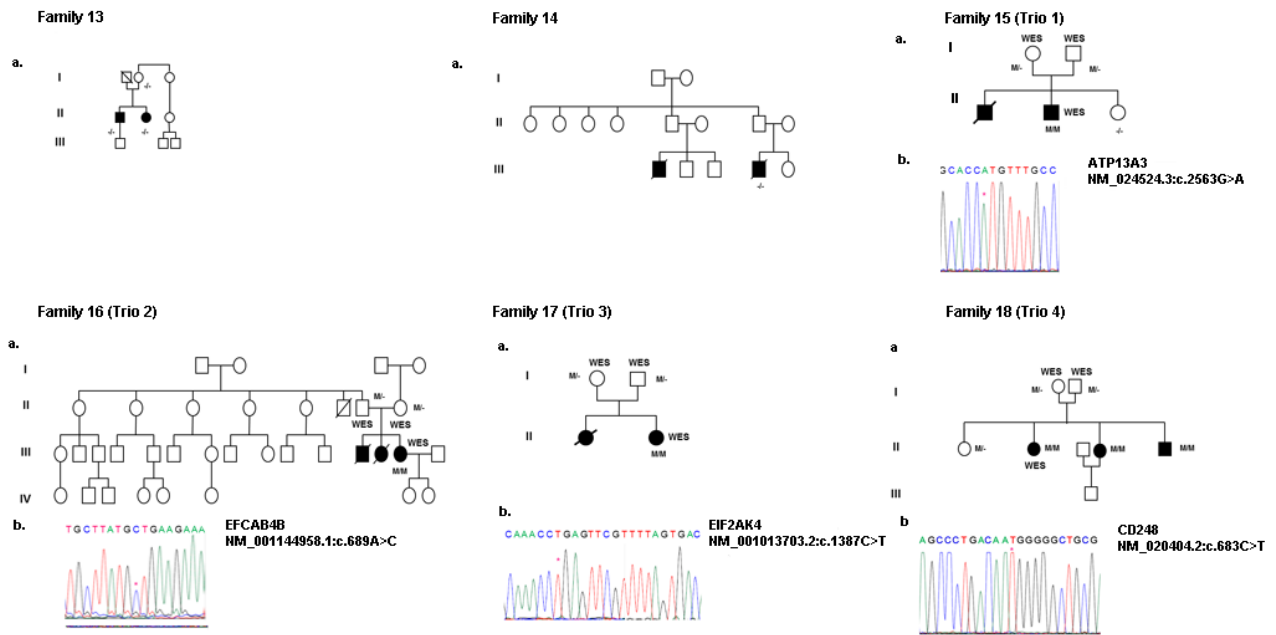 Family 13
a.
I
-/-
II
-/-
-/-
III
Family 14
a.
I
II
III
-/-
Family 15 (Trio 1)
a.
I
WES
WES
M/-
M/-
II
WES
M/M
-/-
b.
GCACCATGTTTGCC
ATP13A3
NM_024524.3:c.2563G>A
*
Family 16 (Trio 2)
a.
I
II
M/-
M/-
WES
WES
WES
III
M/M
IV
b.
TGCTTATGCTGAAGAAA
EFCAB4B
NM_001144958.1:c.689A>C
*
Family 17 (Trio 3)
a.
WES
WES
I
M/-
M/-
II
WES
M/M
b.
CAAACCTGAGTTCGTTTTAGTGAC
EIF2AK4
NM_001013703.2:c.1387C>T
*
Family 18 (Trio 4)
a
WES WES
I
M/-
M/-
II
M/-
M/M
M/M
M/M
WES
III
b
AGCCCTGACAATGGGGGCTGCG
CD248
NM_020404.2:c.683C>T
*